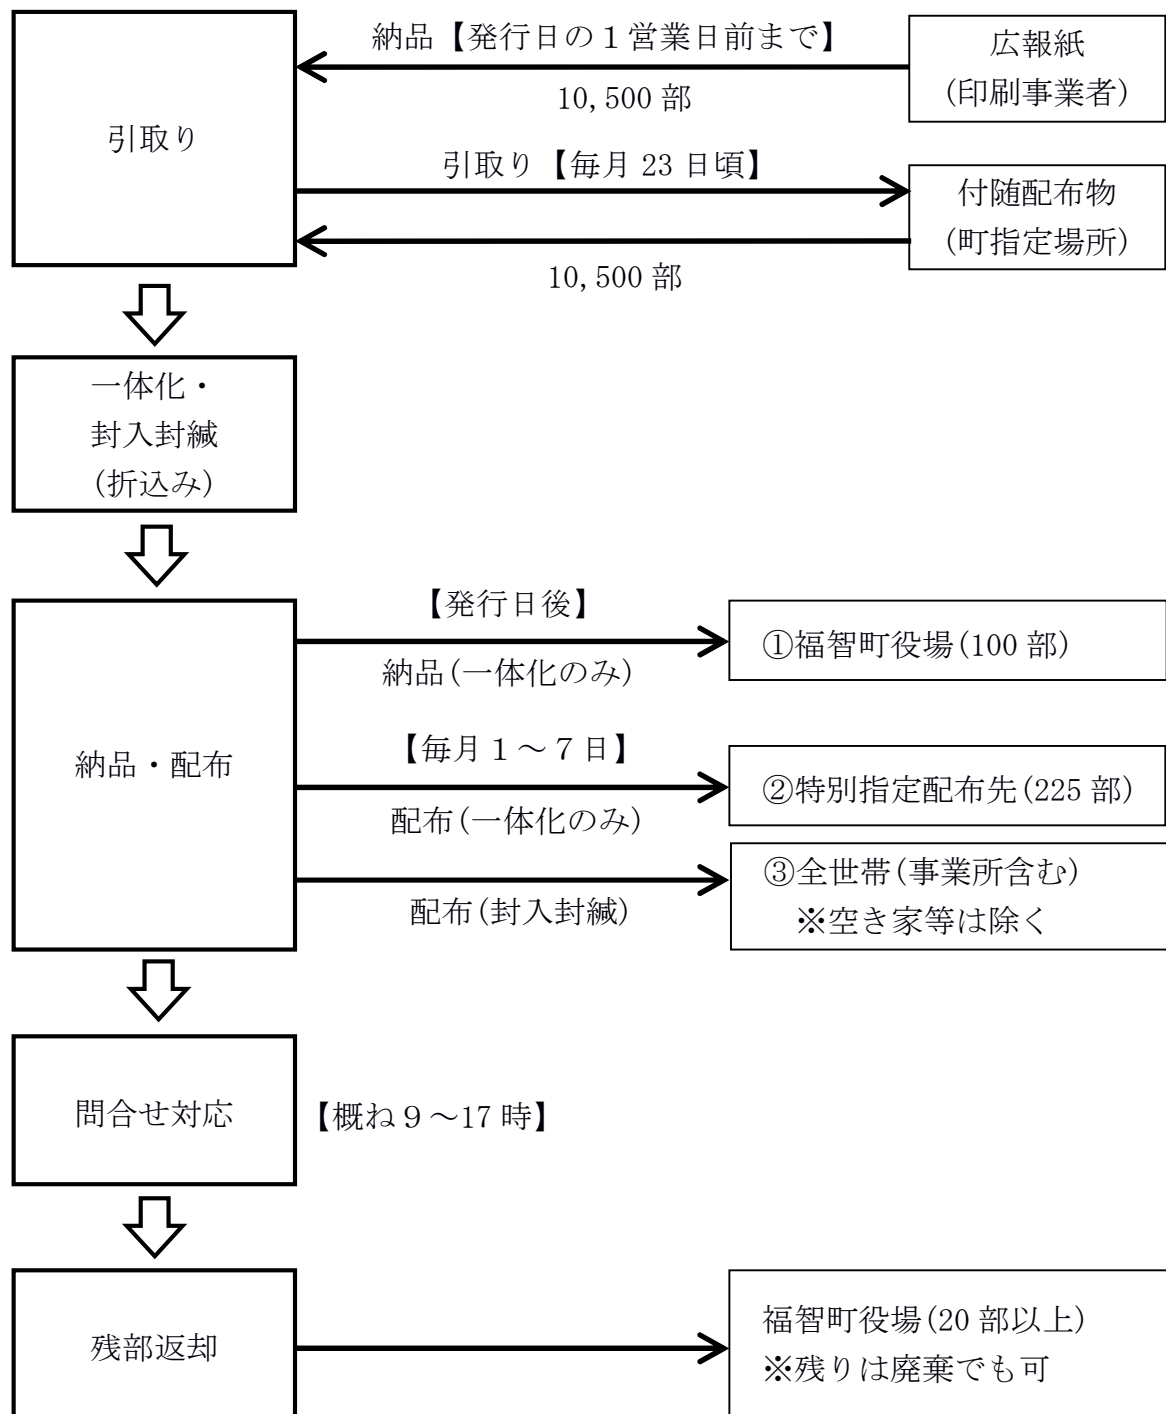 納品【発行日の１営業日前まで】
10,500 部
広報紙
(印刷事業者)
引取り
引取り【毎月 23 日頃】
10,500 部
付随配布物
(町指定場所)
一体化・
封入封緘
(折込み)
納品・配布
【発行日後】
納品(一体化のみ)
①福智町役場(100 部)
【毎月１～７日】
配布(一体化のみ)
②特別指定配布先(225 部)
配布(封入封緘)
③全世帯(事業所含む)
※空き家等は除く
問合せ対応
【概ね９～17 時】
残部返却
福智町役場(20 部以上)
※残りは廃棄でも可